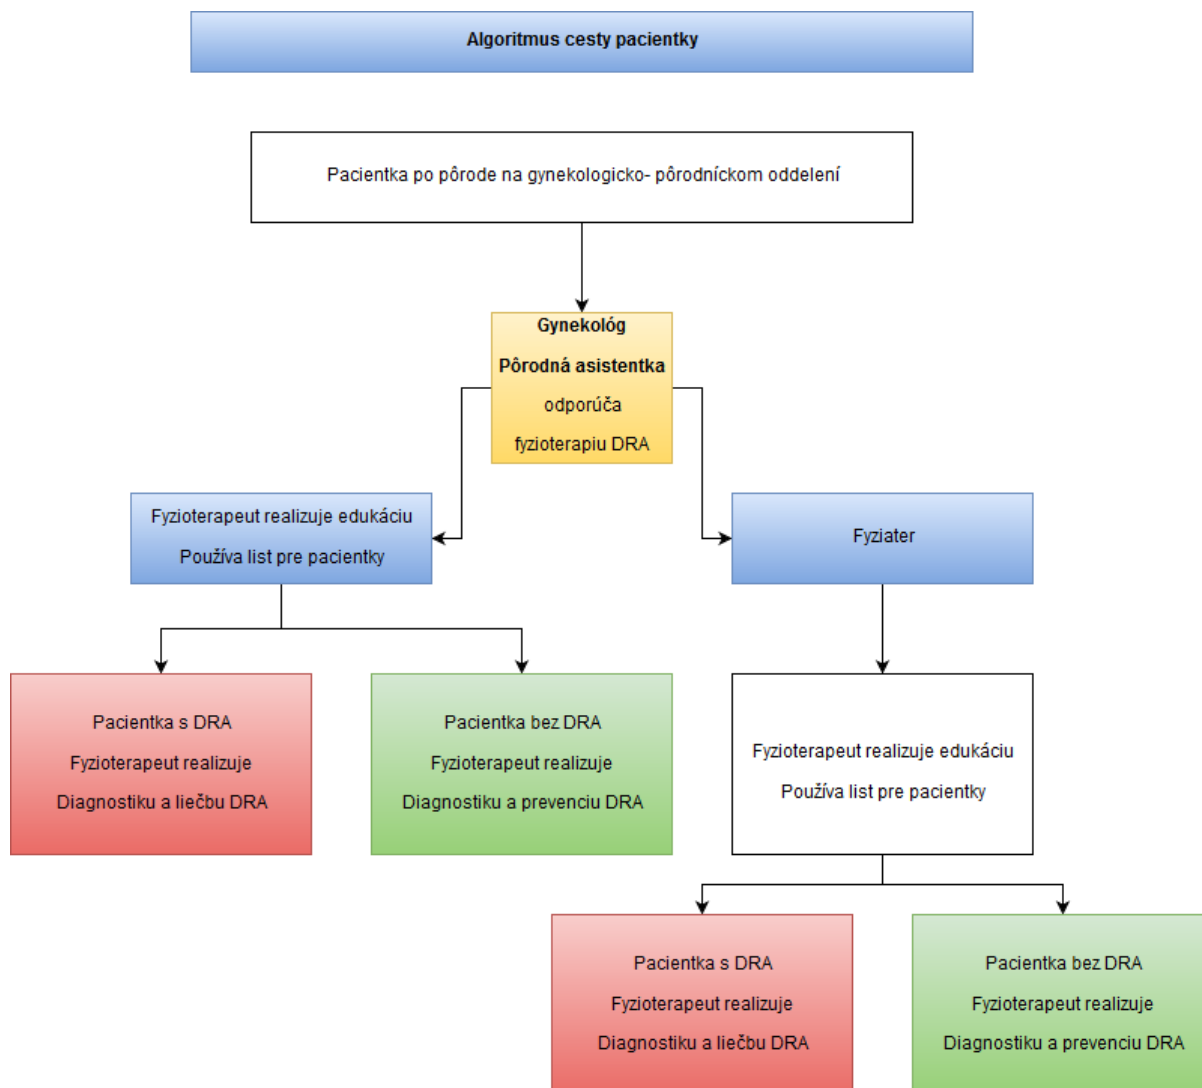 Algoritmus cesty pacientky
Pacientka po pôrode na gynekologicko- pôrodníckom oddelení
Gynekológ
Pôrodná asistentka
odporúča
fyzioterapiu DRA
Fyzioterapeut realizuje edukáciu
Používa list pre pacientky
Fyziater
Pacientka s DRA
Fyzioterapeut realizuje
Diagnostiku a liečbu DRA
Pacientka bez DRA
Fyzioterapeut realizuje
Diagnostiku a prevenciu DRA
Fyzioterapeut realizuje edukáciu
Používa list pre pacientky
Pacientka s DRA
Fyzioterapeut realizuje
Diagnostiku a liečbu DRA
Pacientka bez DRA
Fyzioterapeut realizuje
Diagnostiku a prevenciu DRA